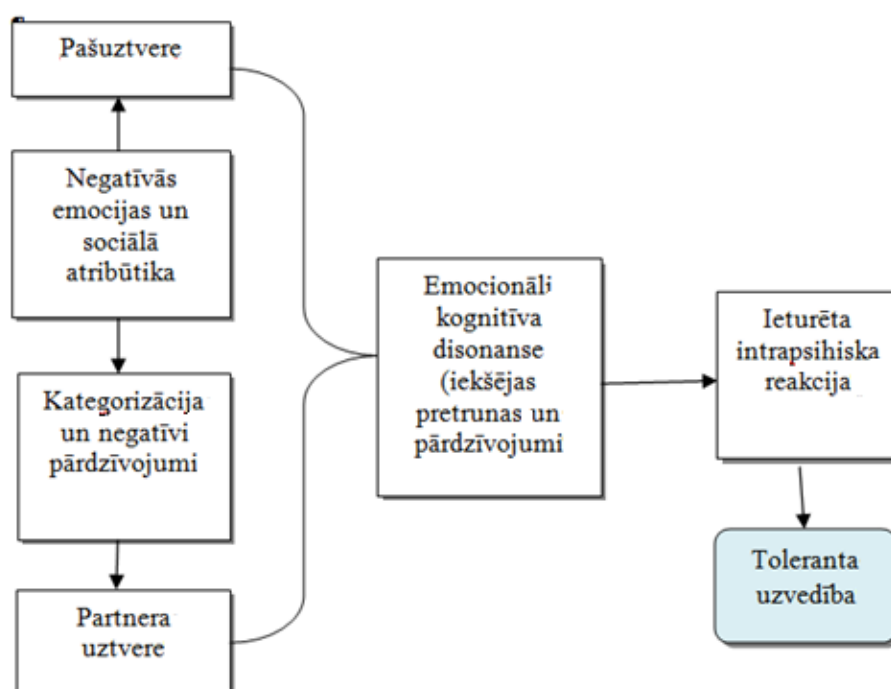 Pašuztvere
Negatīvās
emocijas un
sociālā
atribūtika
Kategorizācija
un negatīvi
pārdzīvojumi
Partnera
uztvere
Emocionāli
kognitīva
disonanse
(iekšējas
pretrunas un
pārdzīvojumi
Ieturēta
intrapsihiska
reakcija
Toleranta
uzvedība